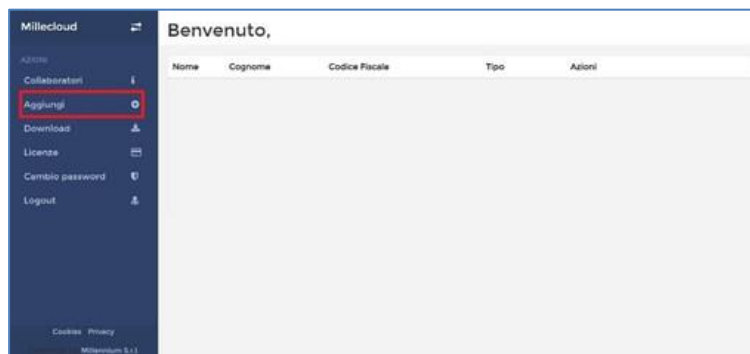 Millecloud
Benvenuto,
AZIONI
Collaboratori
Aggiungi
Download
Licenze
Cambio password
Logout
Nome Cognome Codice Fiscale Tipo Azioni
Cookies Privacy
Millennium S.r.l.